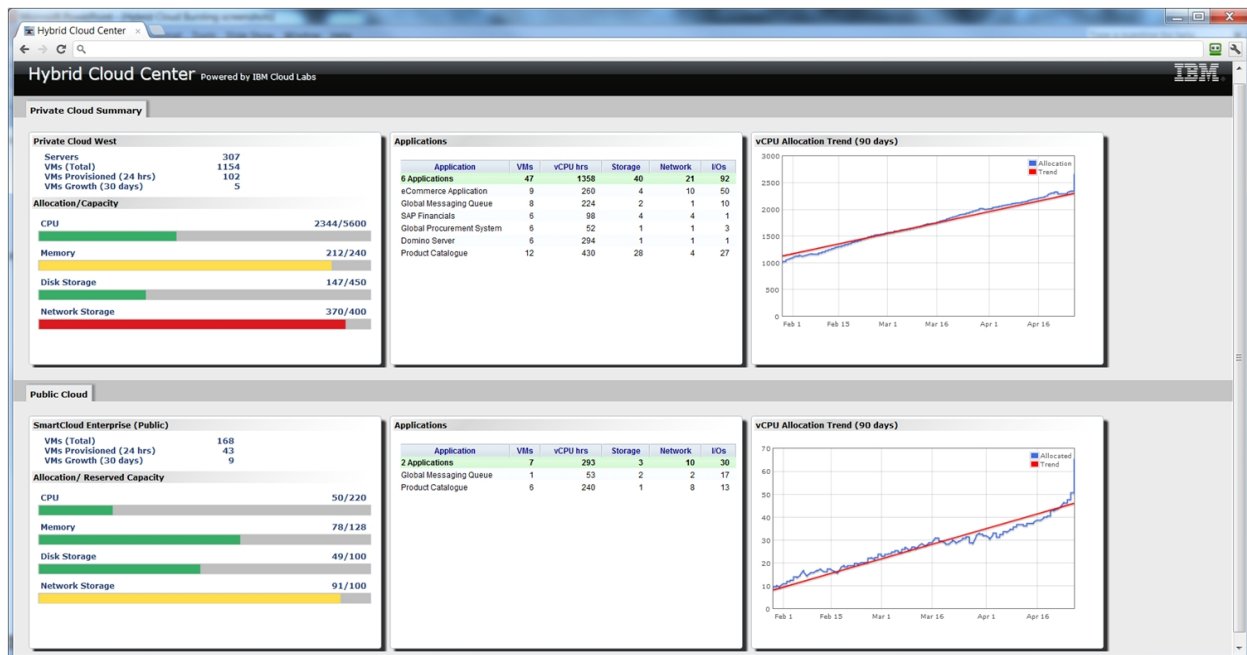 Hybrid Cloud Center
Hybrid Cloud Center Powered by IBM Cloud Labs
IBM
Private Cloud Summary
Private Cloud West
Servers 307
VMs (Total) 1154
VMs Provisioned (24 hrs) 102
VMs Growth (30 days) 5
Allocation/Capacity
CPU 2344/5600
Memory 212/240
Disk Storage 147/450
Network Storage 370/400
Applications
Application VMs vCPU hrs Storage Network I/Os
6 Applications 47 1358 40 21 92
eCommerce Application 9 260 4 10 50
Global Messaging Queue 8 224 2 1 10
SAP Financials 6 98 4 4 1
Global Procurement System 6 52 1 1 3
Domino Server 6 294 1 1 1
Product Catalogue 12 430 28 4 27
vCPU Allocation Trend (90 days)
3000
2500
2000
1500
1000
500
0
Allocation
Trend
Feb 1 Feb 15 Mar 1 Mar 16 Apr 1 Apr 16
Public Cloud
SmartCloud Enterprise (Public)
VMs (Total) 168
VMs Provisioned (24 hrs) 43
VMs Growth (30 days) 9
Allocation/ Reserved Capacity
CPU 50/220
Memory 78/128
Disk Storage 49/100
Network Storage 91/100
Applications
Application VMs vCPU hrs Storage Network I/Os
2 Applications 7 293 3 10 30
Global Messaging Queue 1 53 2 2 17
Product Catalogue 6 240 1 8 13
vCPU Allocation Trend (90 days)
70
60
50
40
30
20
10
0
Allocated
Trend
Feb 1 Feb 15 Mar 1 Mar 16 Apr 1 Apr 16